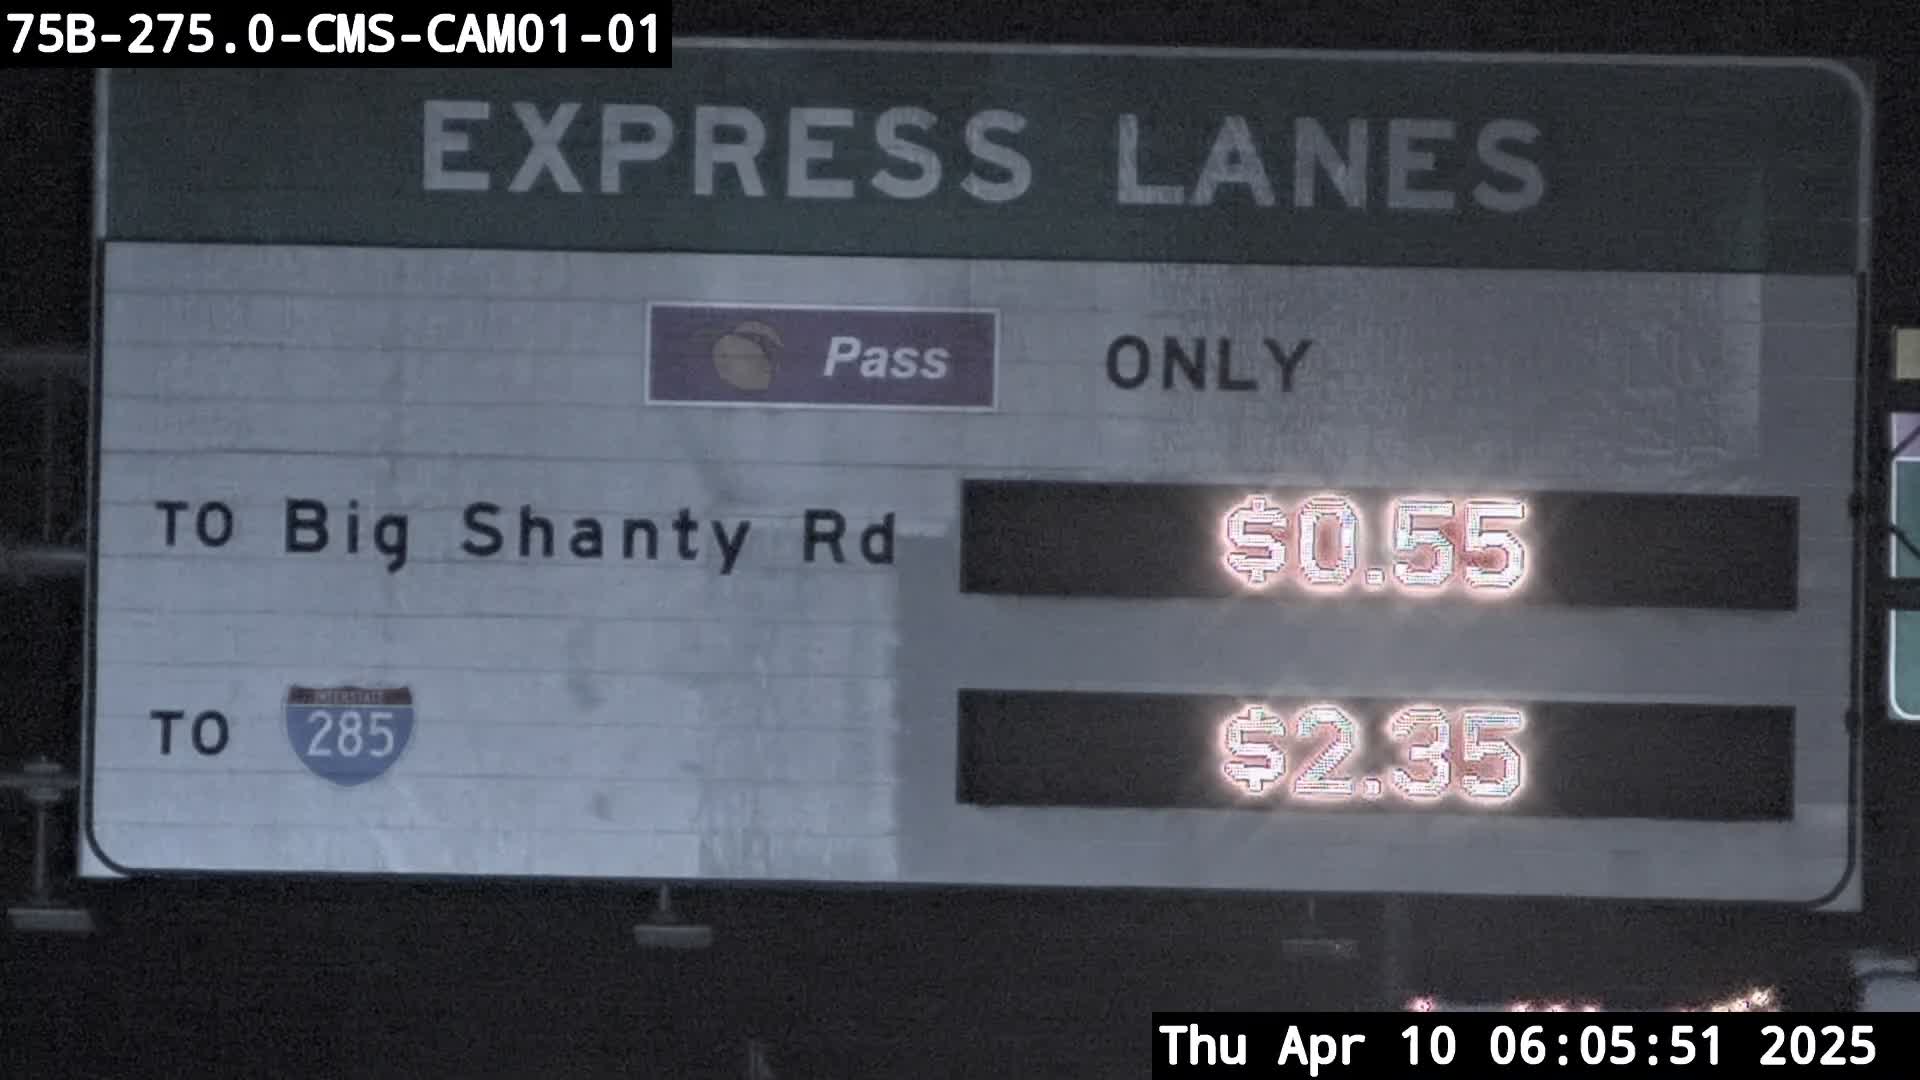 75B-275.0-CMS-CAM01-01
EXPRESS LANES
Pass ONLY
TO Big Shanty Rd $0.55
INTERSTATE
TO 285 $2.35
Thu Apr 10 06:05:51 2025